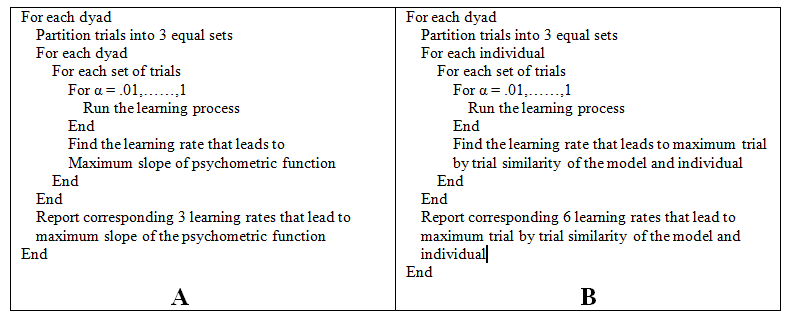 For each dyad
Partition trials into 3 equal sets
For each dyad
For each set of trials
For α = .01,……,1
Run the learning process
End
Find the learning rate that leads to
Maximum slope of psychometric function
End
End
Report corresponding 3 learning rates that lead to
maximum slope of the psychometric function
End
A
For each dyad
Partition trials into 3 equal sets
For each individual
For each set of trials
For α = .01,……,1
Run the learning process
End
Find the learning rate that leads to maximum trial
by trial similarity of the model and individual
End
End
Report corresponding 6 learning rates that lead to
maximum trial by trial similarity of the model and
individual
End
B